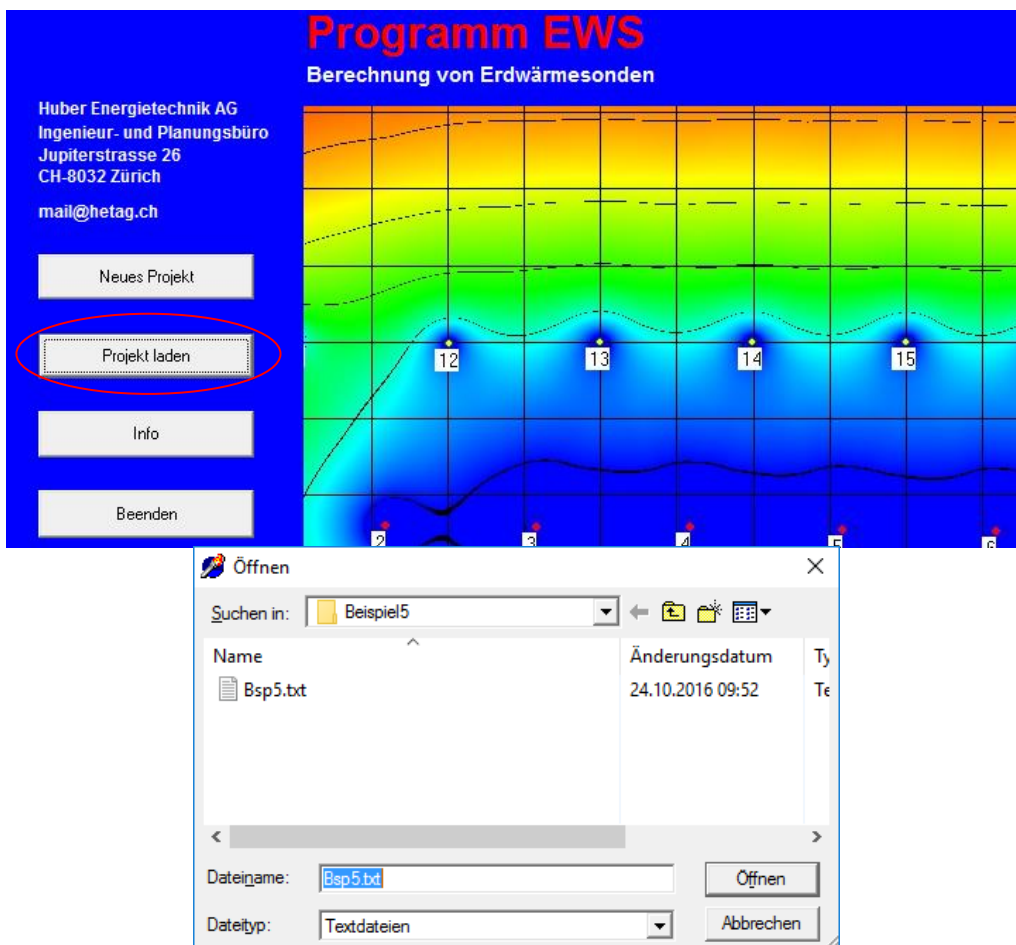 Programm EWS
Berechnung von Erdwärmesonden
Huber Energietechnik AG
Ingenieur- und Planungsbüro
Jupiterstrasse 26
CH-8032 Zürich
mail@hetag.ch
Neues Projekt
Projekt laden
Info
Beenden
12 13 14 15
2 3 4 5 6
Öffnen
Suchen in: Beispiel5
Name Änderungsdatum Ty
Bsp5.txt 24.10.2016 09:52 Te
Dateiname: Bsp5.txt Öffnen
Dateityp: Textdateien Abbrechen